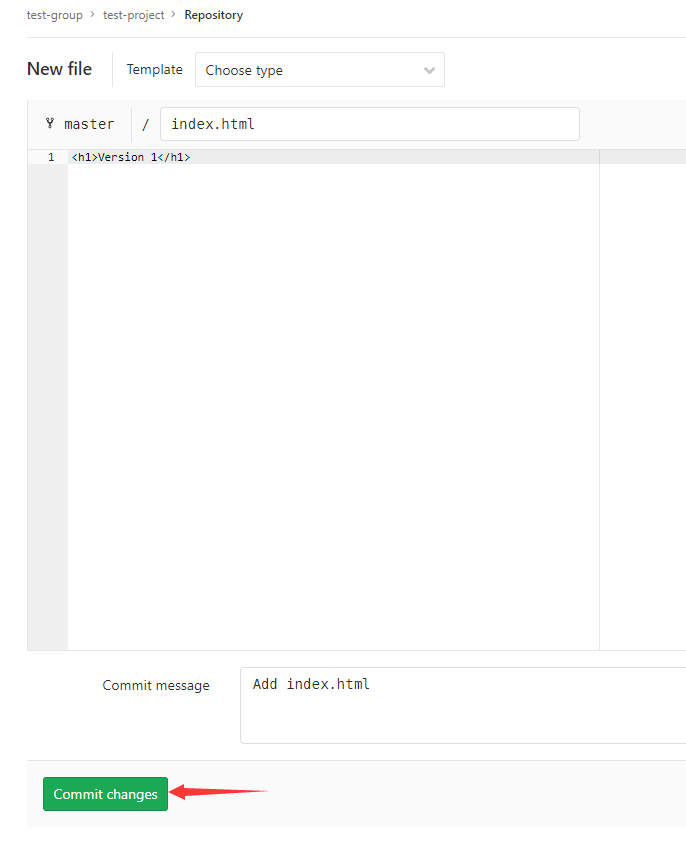 test-group > test-project > Repository
New file Template Choose type
master / index.html
1 <h1>Version 1</h1>
Commit message Add index.html
Commit changes